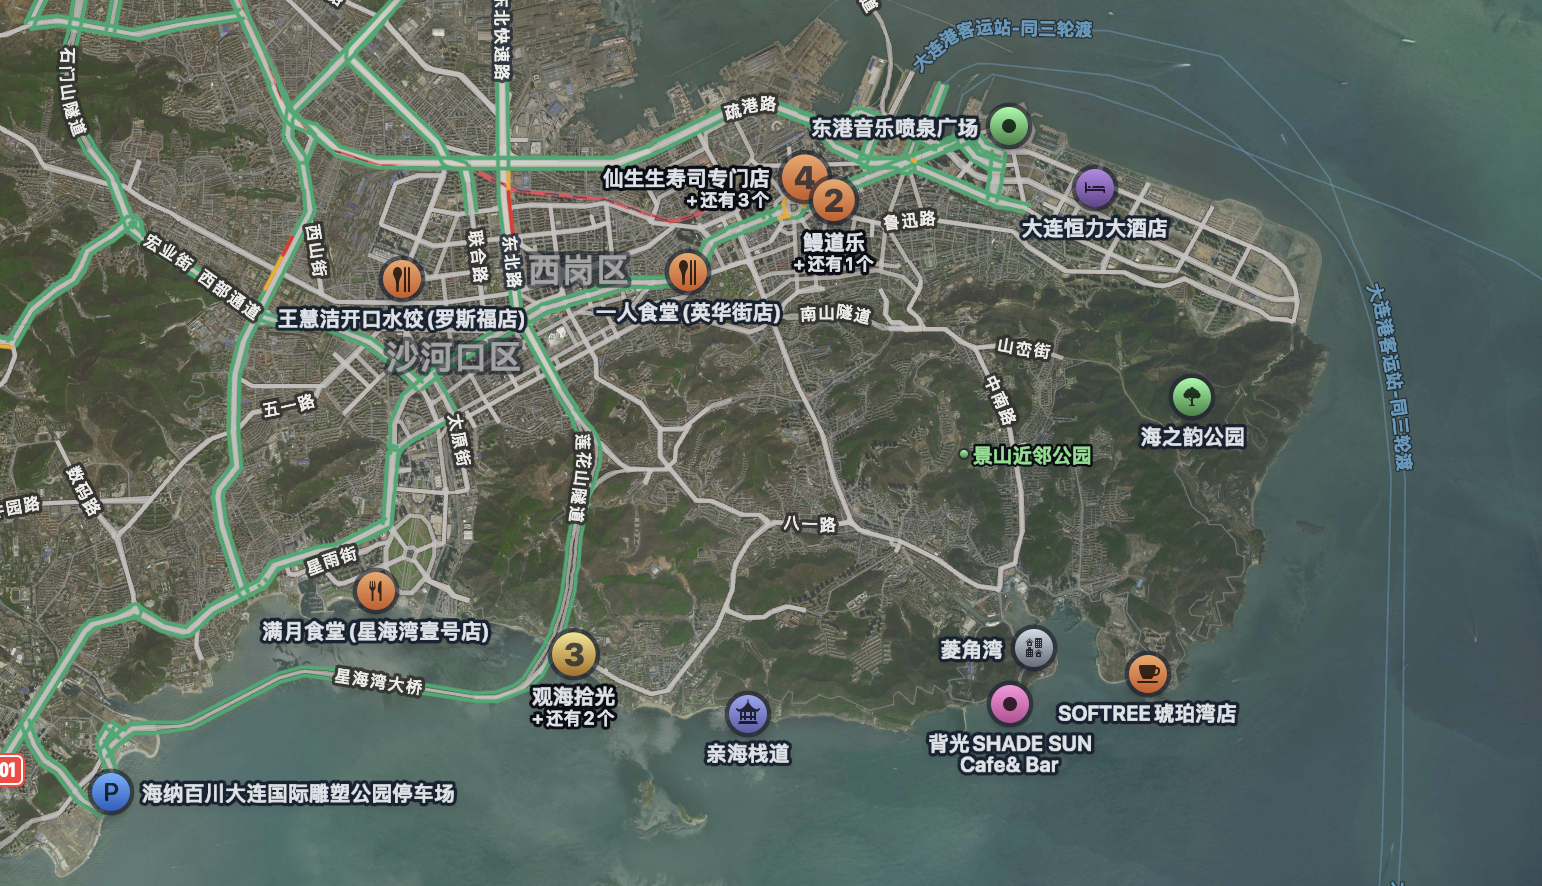 东北快速路
大连港客运站-同三轮渡
石门山隧道
疏港路
东港音乐喷泉广场
仙生生寿司专门店
+还有3个
4
2
鲁迅路
大连恒力大酒店
鳗道乐
+还有1个
宏业街
西部通道
西山街
联合路
东北路
西岗区
王慧洁开口水饺(罗斯福店)
一人食堂(英华街店)
南山隧道
沙河口区
山峦街
大连港客运站-同三轮渡
中南路
五一路
太原街
海之韵公园
莲花山隧道
景山近邻公园
数码路
园路
八一路
星雨街
满月食堂(星海湾壹号店)
3
观海拾光
+还有2个
菱角湾
星海湾大桥
亲海栈道
SOFTREE琥珀湾店
背光SHADE SUN
Cafe& Bar
01
P
海纳百川大连国际雕塑公园停车场